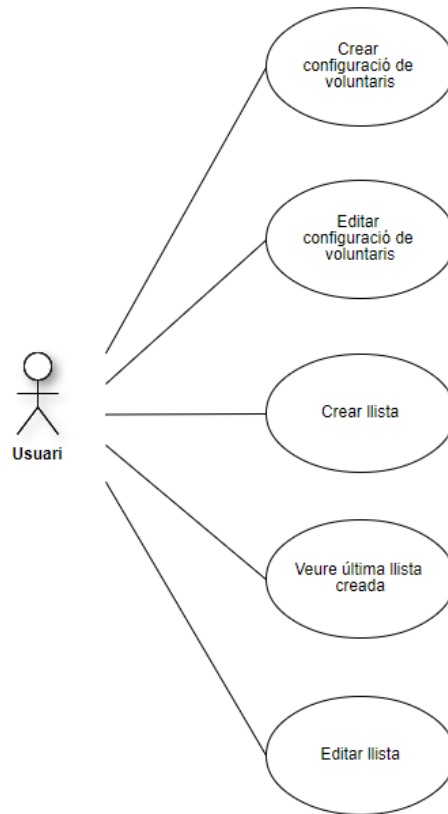 Crear
configuració de
voluntaris
Editar
configuració de
voluntaris
Crear llista
Usuari
Veure última llista
creada
Editar llista